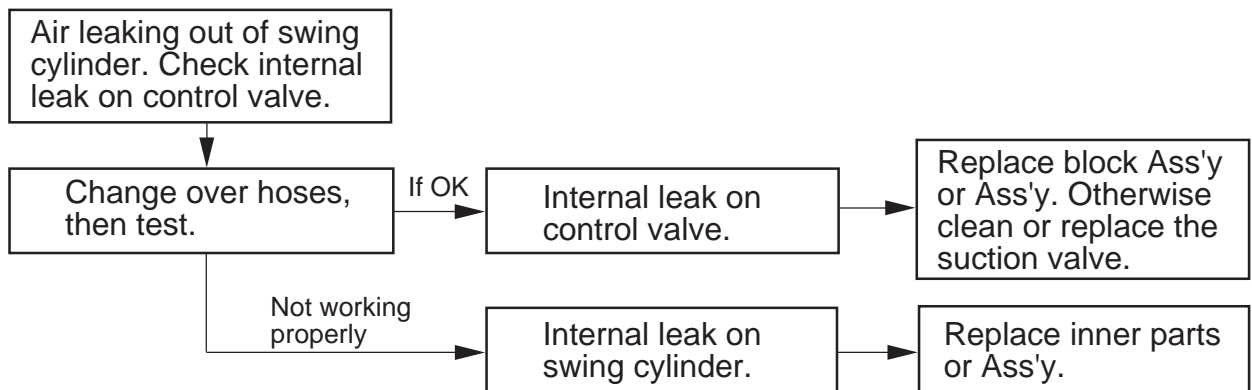 Air leaking out of swing
cylinder. Check internal
leak on control valve.
Change over hoses,
then test.
If OK
Internal leak on
control valve.
Replace block Ass'y
or Ass'y. Otherwise
clean or replace the
suction valve.
Not working
properly
Internal leak on
swing cylinder.
Replace inner parts
or Ass'y.